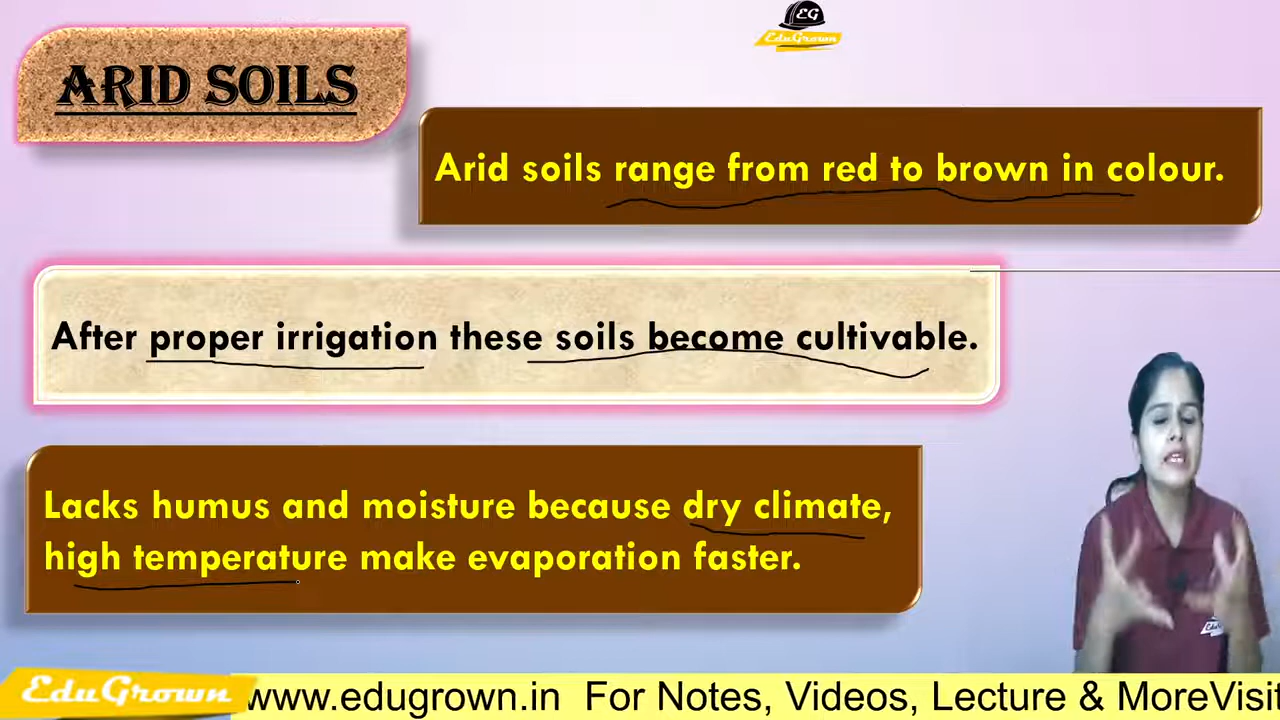 EG
EduGrown
ARID SOILS
Arid soils range from red to brown in colour.
After proper irrigation these soils become cultivable.
Lacks humus and moisture because dry climate,
high temperature make evaporation faster.
EduGrown
www.edugrown.in For Notes, Videos, Lecture & MoreVisit